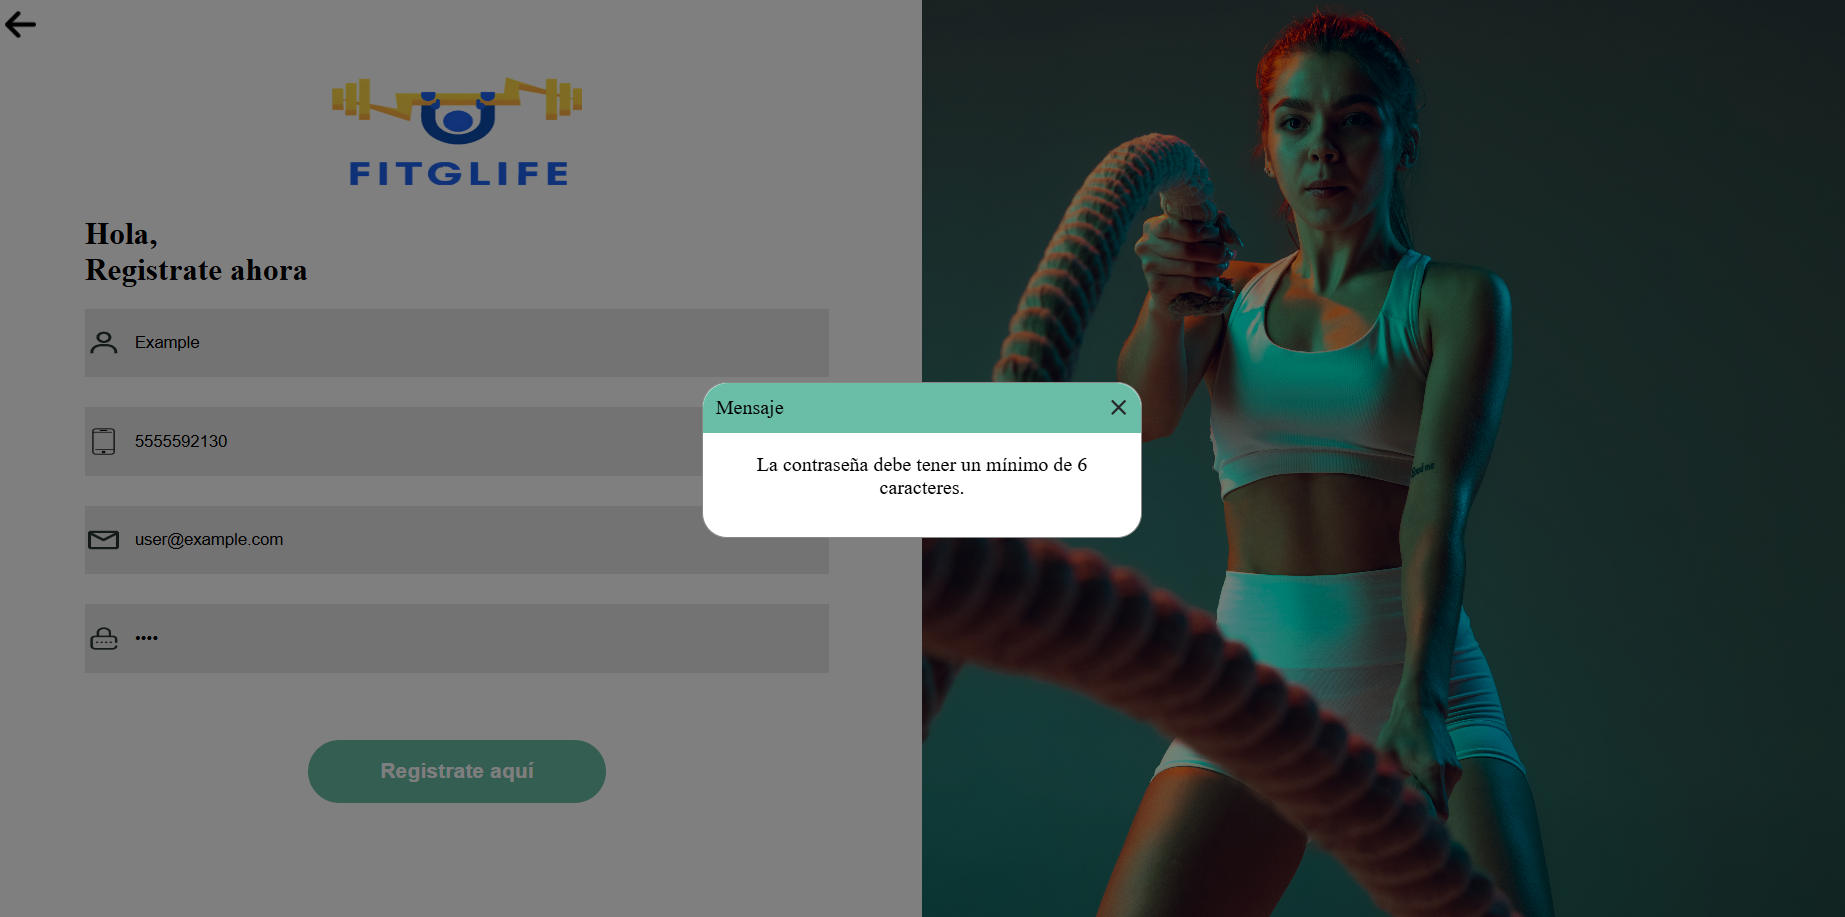 FITGLIFE
Hola,
Registrate ahora
Example
5555592130
Mensaje
La contraseña debe tener un mínimo de 6
caracteres.
user@example.com
••••
Registrate aquí